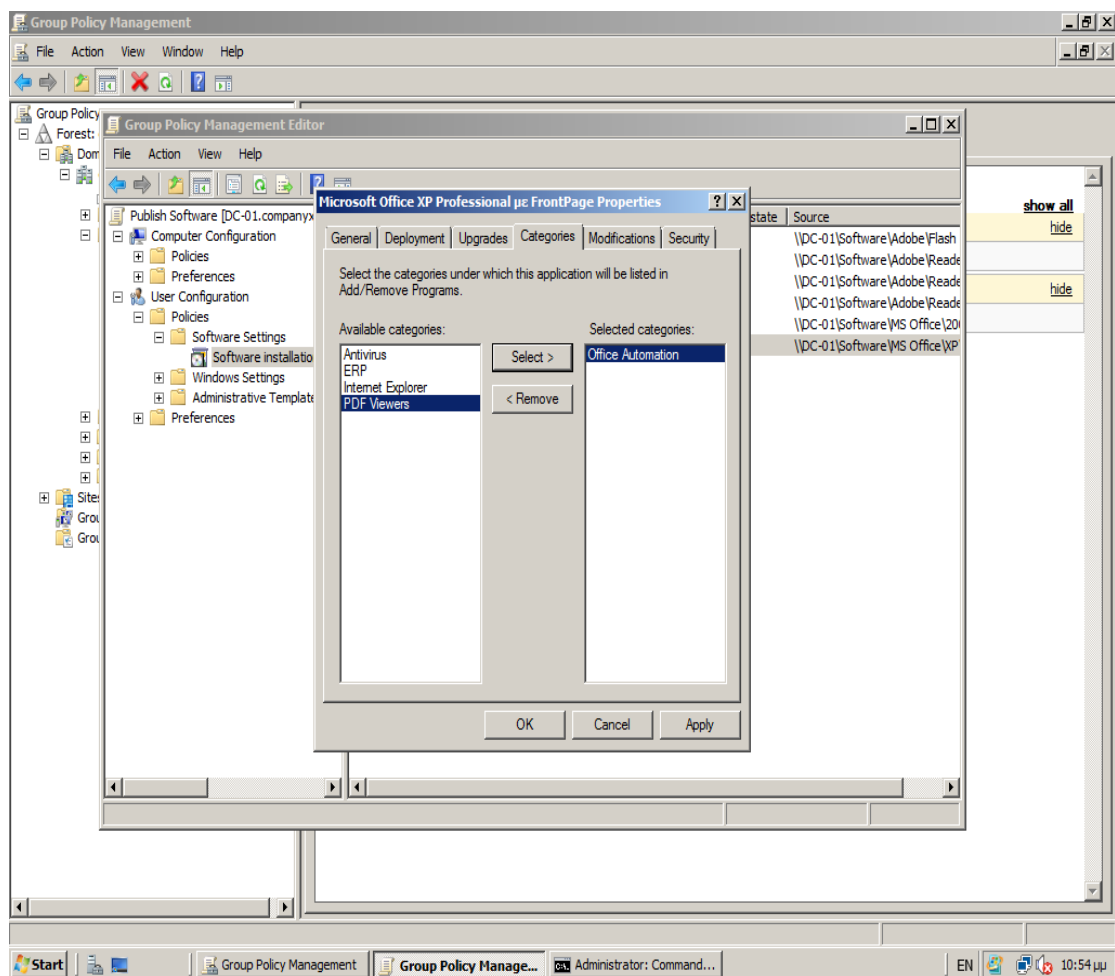 Group Policy Management
File Action View Window Help
Group Policy
Forest:
Dom
Sites
Grou
Grou
show all
hide
hide
Group Policy Management Editor
File Action View Help
Publish Software [DC-01.companyx
Computer Configuration
Policies
Preferences
User Configuration
Policies
Software Settings
Software installatio
Windows Settings
Administrative Template
Preferences
state Source
\\DC-01\Software\Adobe\Flash
\\DC-01\Software\Adobe\Reade
\\DC-01\Software\Adobe\Reade
\\DC-01\Software\Adobe\Reade
\\DC-01\Software\MS Office\20
\\DC-01\Software\MS Office\XP
Microsoft Office XP Professional με FrontPage Properties
General Deployment Upgrades Categories Modifications Security
Select the categories under which this application will be listed in
Add/Remove Programs.
Available categories:
Selected categories:
Antivirus
ERP
Internet Explorer
PDF Viewers
Select >
< Remove
Office Automation
OK Cancel Apply
Start Group Policy Management Group Policy Manage... Administrator: Command... EN 10:54 μμ